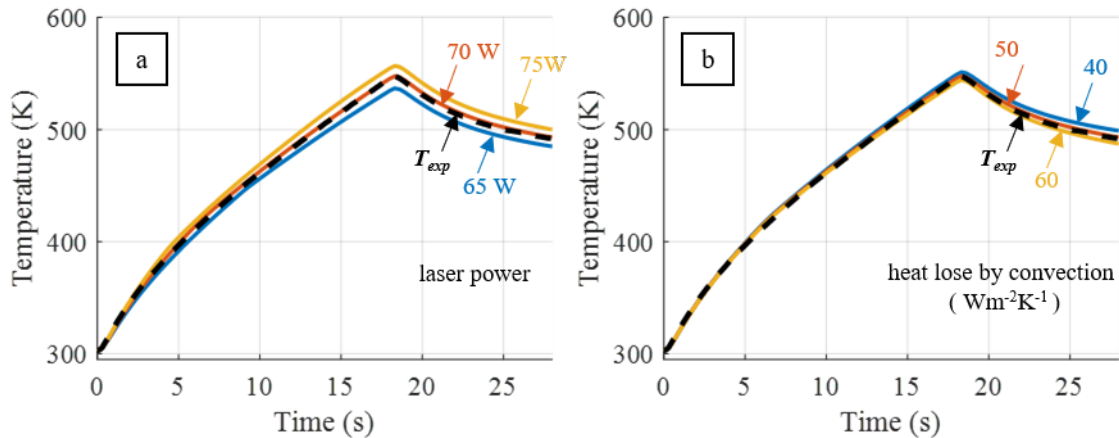 600
500
400
300
0
5
10
15
20
25
Temperature (K)
Time (s)
a
70 W
75W
T_exp
65 W
laser power
600
500
400
300
0
5
10
15
20
25
Temperature (K)
Time (s)
b
50
40
T_exp
60
heat lose by convection
( Wm⁻²K⁻¹ )